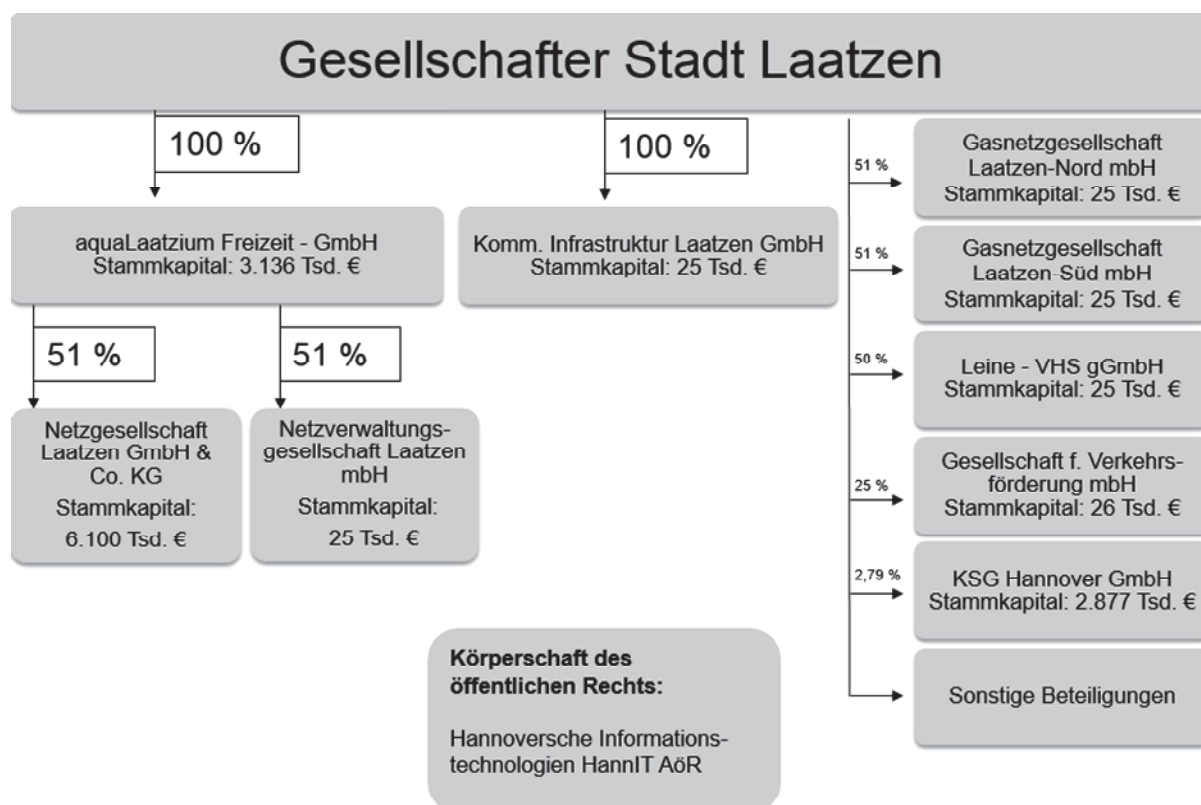 Gesellschafter Stadt Laatzen
100 %
100 %
aquaLaatzium Freizeit - GmbH
Stammkapital: 3.136 Tsd. €
Komm. Infrastruktur Laatzen GmbH
Stammkapital: 25 Tsd. €
51 %
51 %
Netzgesellschaft
Laatzen GmbH &
Co. KG
Stammkapital:
6.100 Tsd. €
Netzverwaltungs-
gesellschaft Laatzen
mbH
Stammkapital:
25 Tsd. €
51 %
Gasnetzgesellschaft
Laatzen-Nord mbH
Stammkapital: 25 Tsd. €
51 %
Gasnetzgesellschaft
Laatzen-Süd mbH
Stammkapital: 25 Tsd. €
50 %
Leine - VHS gGmbH
Stammkapital: 25 Tsd. €
25 %
Gesellschaft f. Verkehrs-
förderung mbH
Stammkapital: 26 Tsd. €
2,79 %
KSG Hannover GmbH
Stammkapital: 2.877 Tsd. €
Sonstige Beteiligungen
Körperschaft des
öffentlichen Rechts:
Hannoversche Informations-
technologien HannIT AöR